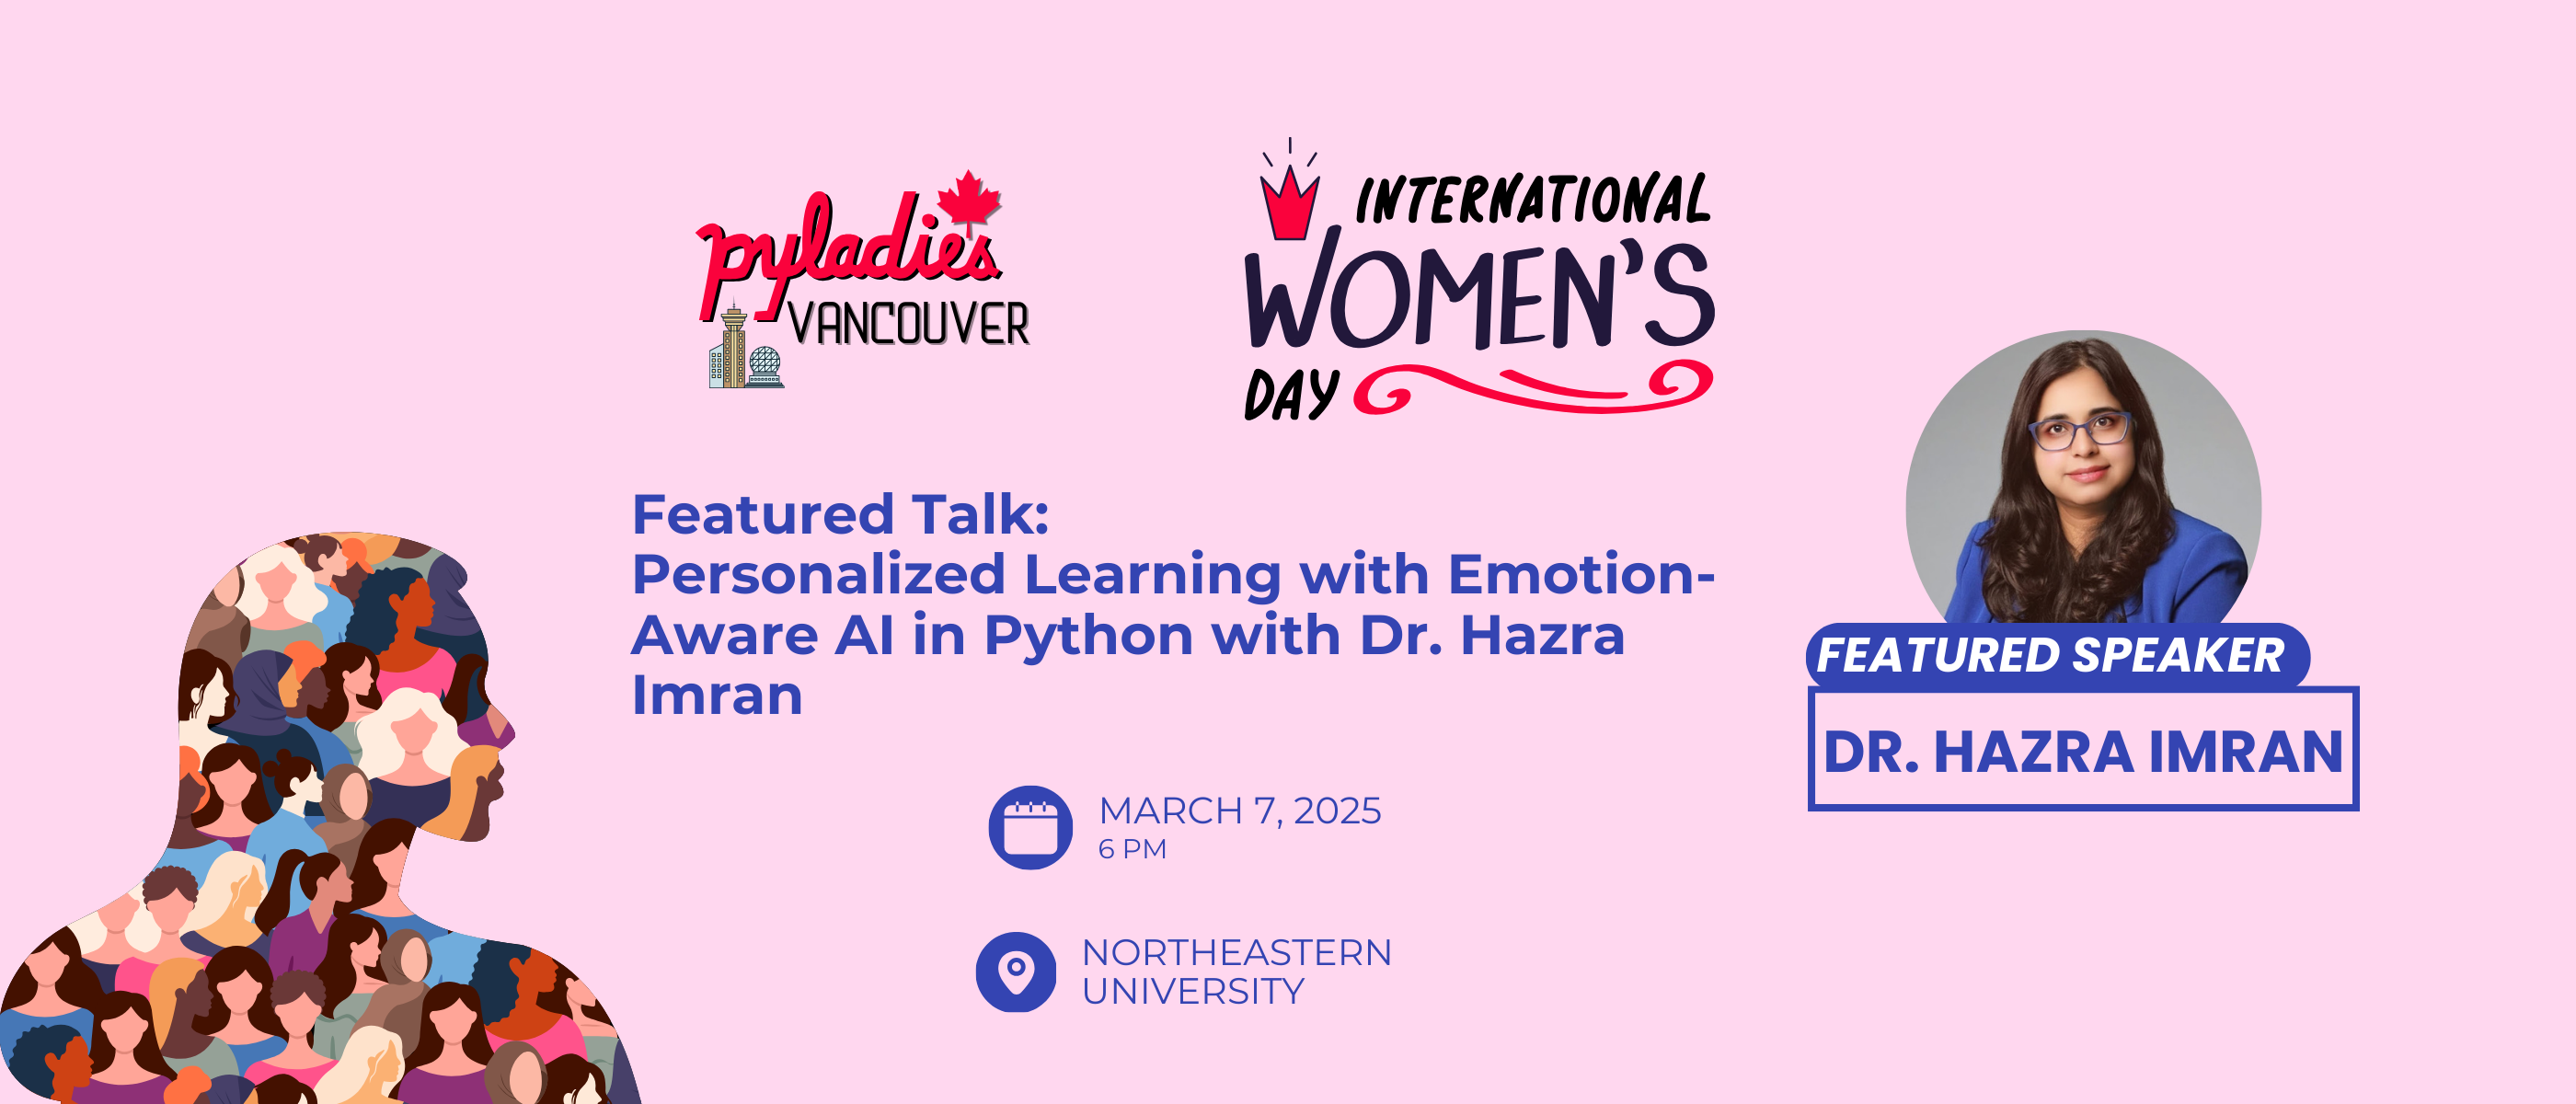 pyladies
VANCOUVER
INTERNATIONAL
WOMEN'S
DAY
Featured Talk:
Personalized Learning with Emotion-
Aware AI in Python with Dr. Hazra
Imran
MARCH 7, 2025
6 PM
NORTHEASTERN
UNIVERSITY
FEATURED SPEAKER
DR. HAZRA IMRAN